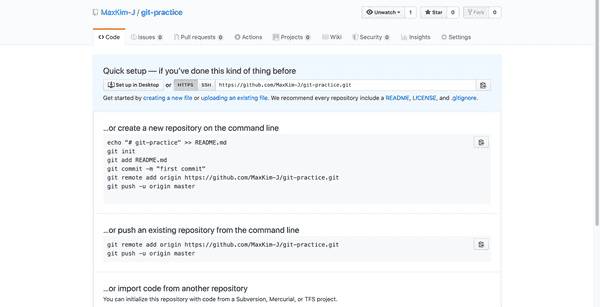 MaxKim-J / git-practice
Unwatch 1 Star 0 Fork 0
Code Issues 0 Pull requests 0 Actions Projects 0 Wiki Security 0 Insights Settings
Quick setup — if you've done this kind of thing before
Set up in Desktop or HTTPS SSH https://github.com/MaxKim-J/git-practice.git
Get started by creating a new file or uploading an existing file. We recommend every repository include a README, LICENSE, and .gitignore.
…or create a new repository on the command line
echo "# git-practice" >> README.md
git init
git add README.md
git commit -m "first commit"
git remote add origin https://github.com/MaxKim-J/git-practice.git
git push -u origin master
…or push an existing repository from the command line
git remote add origin https://github.com/MaxKim-J/git-practice.git
git push -u origin master
…or import code from another repository
You can initialize this repository with code from a Subversion, Mercurial, or TFS project.